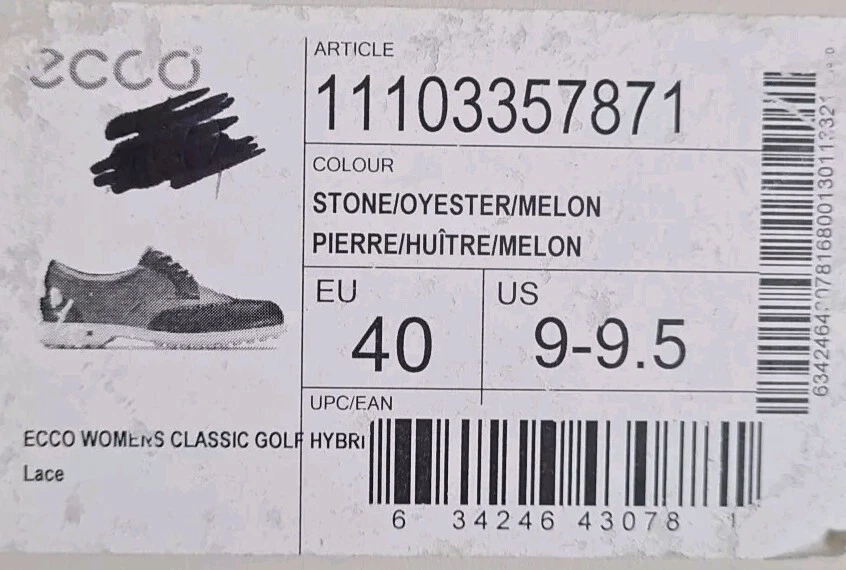 ecco
ARTICLE
11103357871
COLOUR
STONE/OYESTER/MELON
PIERRE/HUÎTRE/MELON
EU
40
US
9-9.5
UPC/EAN
ECCO WOMENS CLASSIC GOLF HYBRI
Lace
6 34246 43078 1